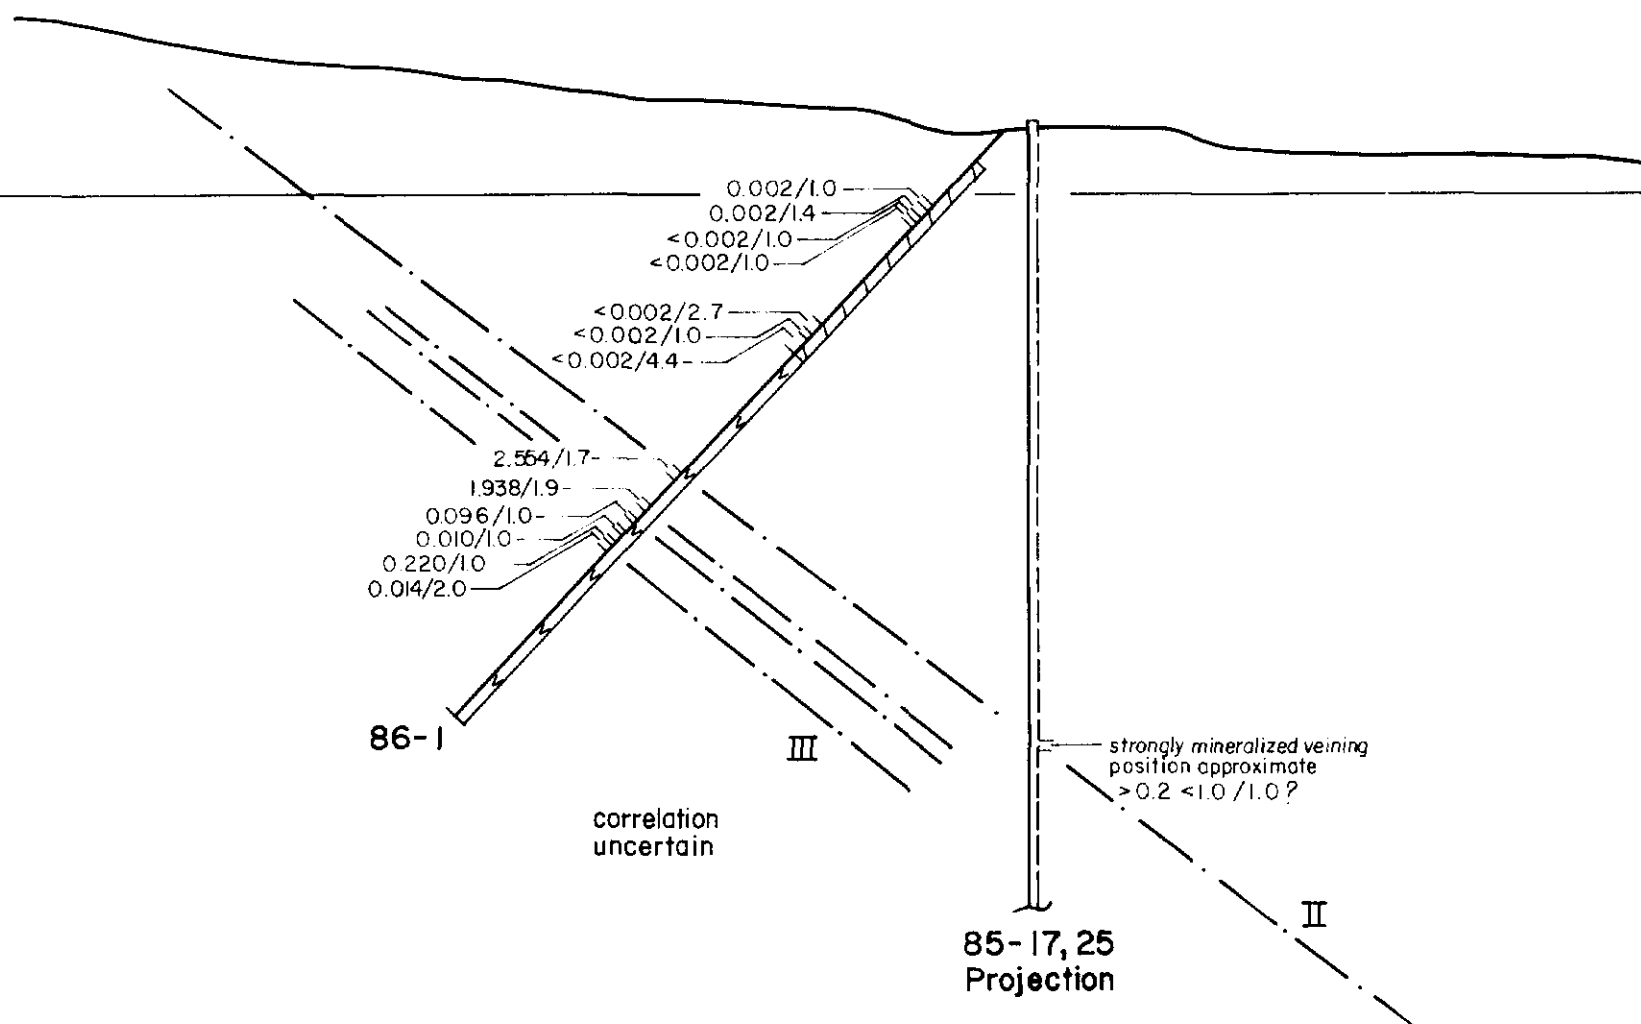 0.002/1.0
0.002/1.4
<0.002/1.0
<0.002/1.0
<0.002/2.7
<0.002/1.0
<0.002/4.4
2.554/1.7
1.938/1.9
0.096/1.0
0.010/1.0
0.220/1.0
0.014/2.0
86-1
III
strongly mineralized veining
position approximate
>0.2 <1.0/1.0?
correlation
uncertain
II
85-17, 25
Projection